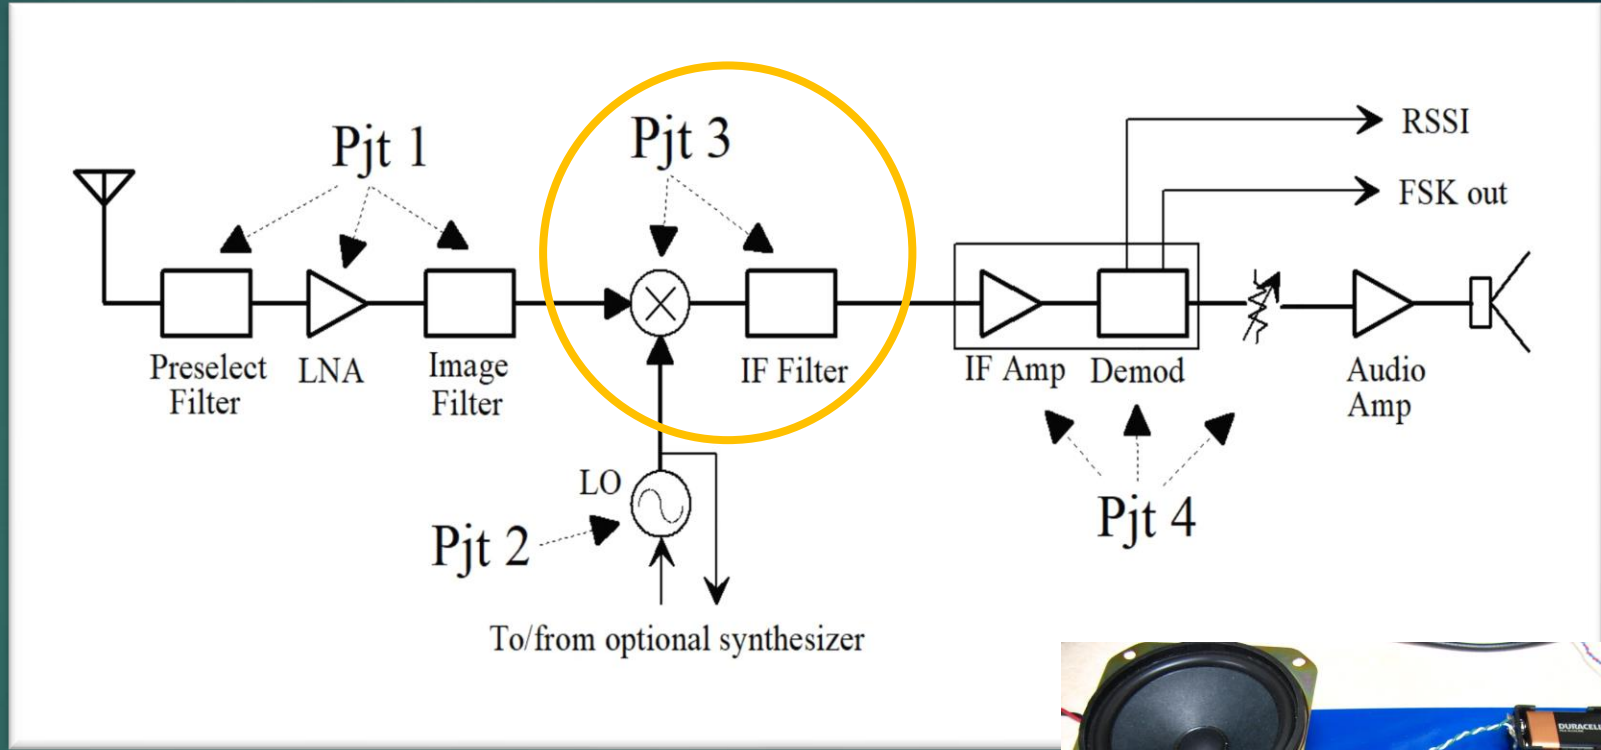 Pjt 1
Pjt 3
RSSI
FSK out
Preselect
Filter
LNA
Image
Filter
IF Filter
IF Amp
Demod
Audio
Amp
LO
Pjt 2
Pjt 4
To/from optional synthesizer
DURACELL